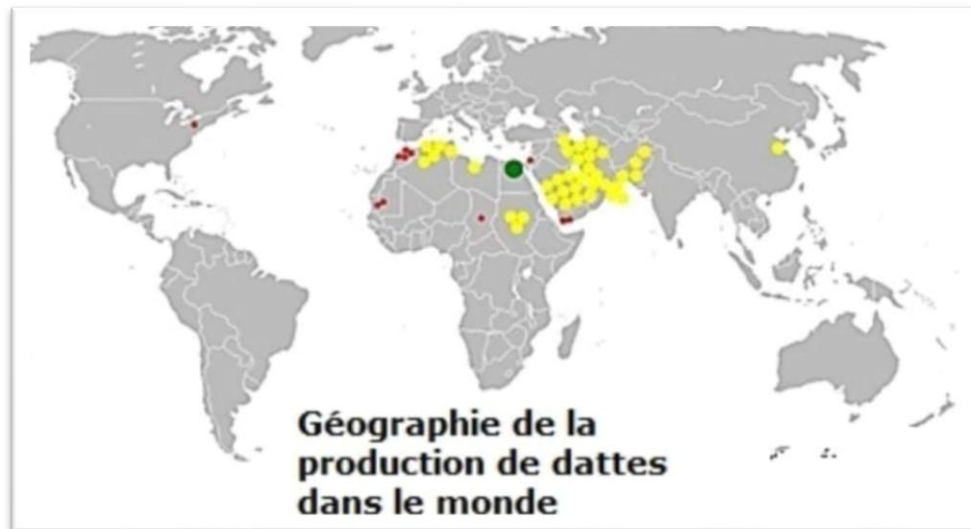 Géographie de la
production de dattes
dans le monde